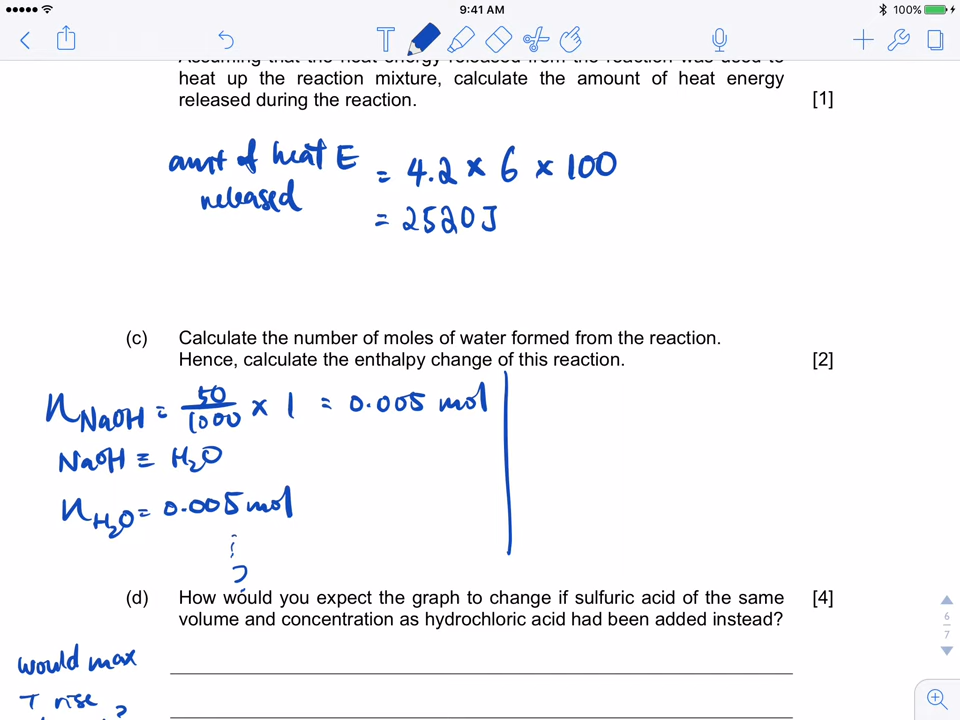 9:41 AM
100%
T
Assuming that the heat energy released from the reaction was used to
heat up the reaction mixture, calculate the amount of heat energy
released during the reaction. [1]
amt of heat E
released
= 4.2 × 6 × 100
= 2520J
(c) Calculate the number of moles of water formed from the reaction.
Hence, calculate the enthalpy change of this reaction. [2]
nNaOH = 50/1000 × 1 = 0.005 mol
NaOH ≡ H₂O
nH₂O = 0.005 mol
?
(d) How would you expect the graph to change if sulfuric acid of the same [4]
volume and concentration as hydrochloric acid had been added instead?
6
7
would max
T rise